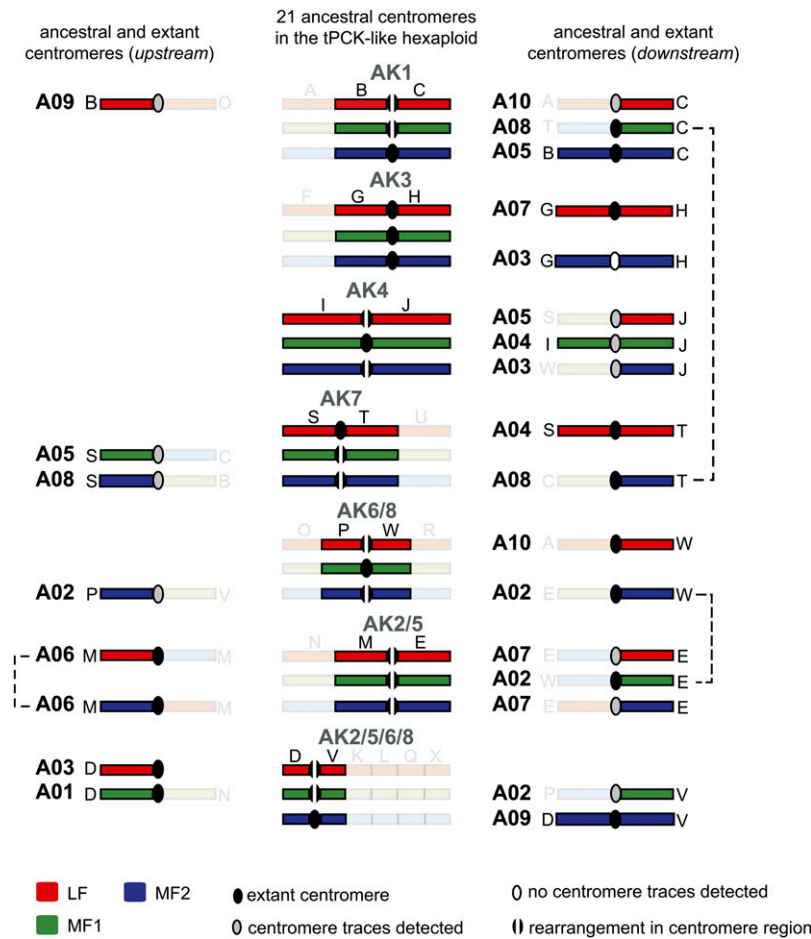 ancestral and extant
centromeres (upstream)
21 ancestral centromeres
in the tPCK-like hexaploid
ancestral and extant
centromeres (downstream)
AK1
A B C
A09 B O
A10 A C
A08 T C
A05 B C
AK3
F G H
A07 G H
A03 G H
AK4
I J
A05 S J
A04 I J
A03 W J
AK7
S T U
A04 S T
A05 S C
A08 S B
A08 C T
AK6/8
O P W R
A10 A W
A02 P V
A02 E W
AK2/5
N M E
A06 M M
A07 E E
A02 W E
A06 M M
A07 E E
AK2/5/6/8
D V K L Q X
A03 D
A01 D N
A02 P V
A09 D V
LF
MF2
MF1
extant centromere
centromere traces detected
no centromere traces detected
rearrangement in centromere region